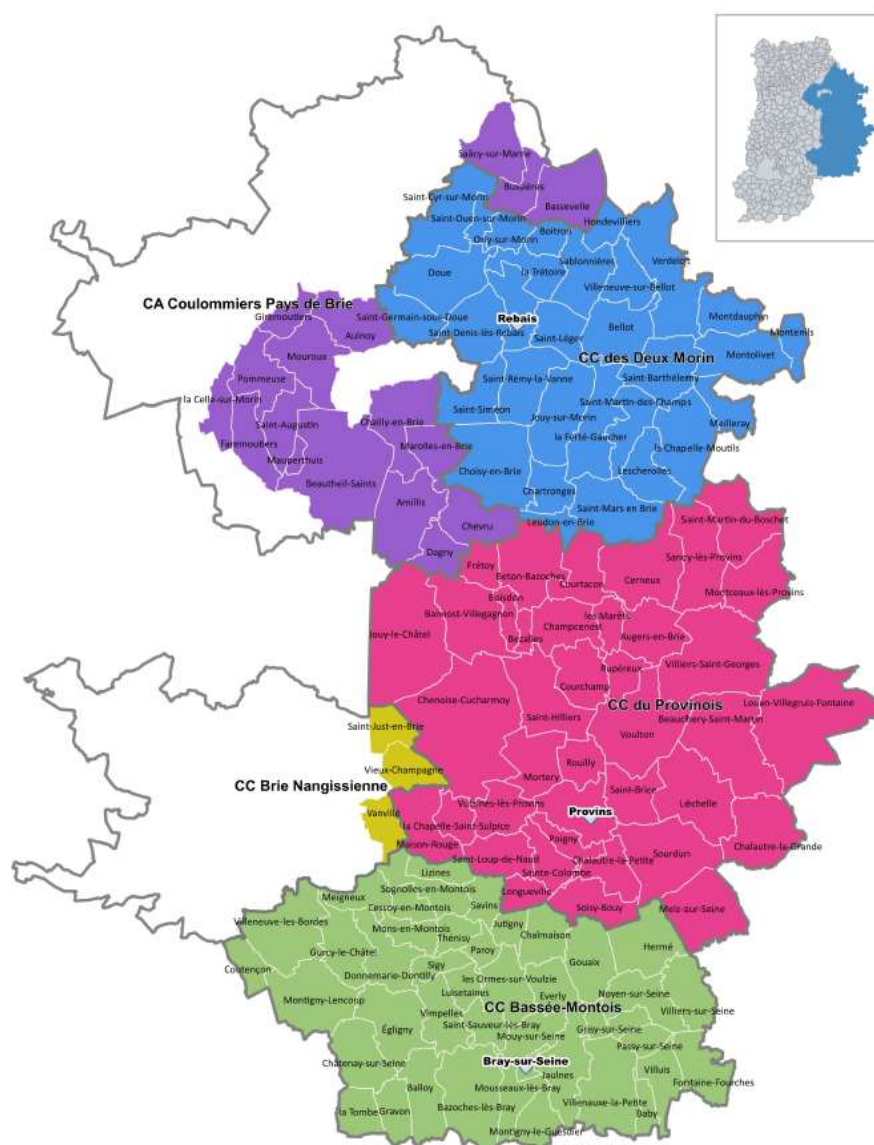 Saâcy-sur-Marne
Bussières
Bassevelle
Saint-Cyr-sur-Morin
Saint-Ouen-sur-Morin
Hondevilliers
Boitron
Orly-sur-Morin
Verdelot
Sablonnières
la Trétoire
Doue
Villeneuve-sur-Bellot
CA Coulommiers Pays de Brie
Giremoutiers
Saint-Germain-sous-Doue
Rebais
Montdauphin
Aulnoy
Saint-Denis-lès-Rebais
Bellot
Montenils
Saint-Léger
Mouroux
CC des Deux Morin
Montolivet
Pommeuse
Saint-Rémy-la-Vanne
Saint-Barthélemy
la Celle-sur-Morin
Saint-Siméon
Saint-Martin-des-Champs
Jouy-sur-Morin
Meilleray
Saint-Augustin
Chailly-en-Brie
Faremoutiers
la Ferté-Gaucher
Marolles-en-Brie
la Chapelle-Moutils
Mauperthuis
Choisy-en-Brie
Lescherolles
Beautheil-Saints
Chartronges
Amillis
Saint-Mars en Brie
Chevru
Leudon-en-Brie
Saint-Martin-du-Boschet
Dagny
Sancy-lès-Provins
Frétoy
Beton-Bazoches
Courtacon
Cerneux
Montceaux-lès-Provins
Boisdon
Bannost-Villegagnon
les Marêts
Champcenest
Jouy-le-Châtel
Bezalles
Augers-en-Brie
Rupéreux
Villiers-Saint-Georges
Courchamp
Chenoise-Cucharmoy
Louan-Villegruis-Fontaine
CC du Provinois
Saint-Hilliers
Beauchery-Saint-Martin
Saint-Just-en-Brie
Voulton
Rouilly
Vieux-Champagne
Mortery
CC Brie Nangissienne
Saint-Brice
Vulaines-lès-Provins
Léchelle
Provins
Vanvillé
la Chapelle-Saint-Sulpice
Poigny
Maison-Rouge
Chalautre-la-Grande
Sourdun
Saint-Loup-de-Naud
Chalautre-la-Petite
Sainte-Colombe
Lizines
Longueville
Sognolles-en-Montois
Soisy-Bouy
Melz-sur-Seine
Meigneux
Cessoy-en-Montois
Savins
Villeneuve-les-Bordes
Jutigny
Mons-en-Montois
Chalmaison
Thénisy
Hermé
Gurcy-le-Châtel
Paroy
Gouaix
Coutençon
Sigy
Donnemarie-Dontilly
les Ormes-sur-Voulzie
Luisetaines
Everly
Noyen-sur-Seine
Montigny-Lencoup
CC Bassée-Montois
Villiers-sur-Seine
Vimpelles
Saint-Sauveur-lès-Bray
Égligny
Mouy-sur-Seine
Grisy-sur-Seine
Passy-sur-Seine
Châtenay-sur-Seine
Bray-sur-Seine
Villuis
Jaulnes
Fontaine-Fourches
Balloy
Mousseaux-lès-Bray
Bazoches-lès-Bray
Villenauxe-la-Petite
la Tombe
Gravon
Baby
Montigny-le-Guesdier